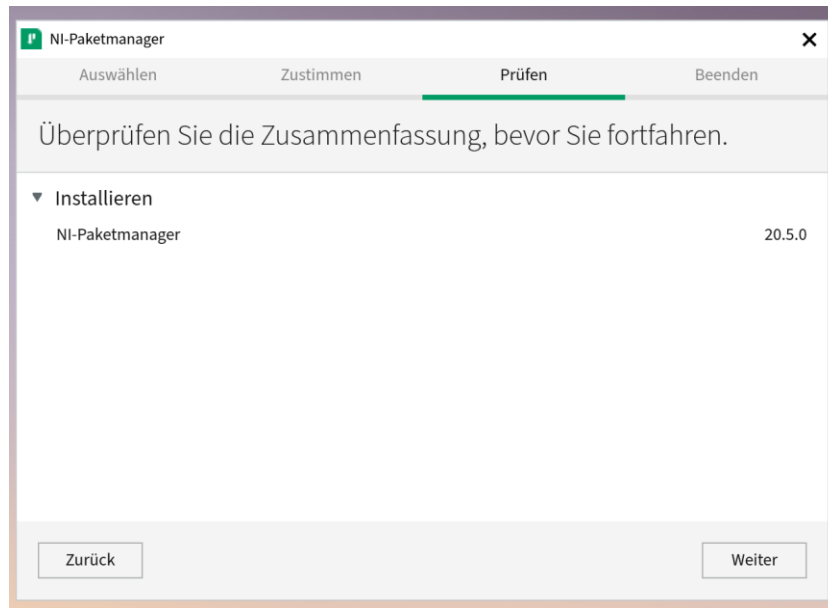 NI-Paketmanager
Auswählen Zustimmen Prüfen Beenden
Überprüfen Sie die Zusammenfassung, bevor Sie fortfahren.
Installieren
NI-Paketmanager 20.5.0
Zurück Weiter